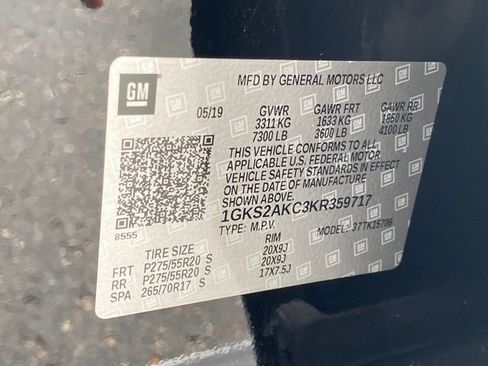 MFD BY GENERAL MOTORS LLC
GM
05/19 GVWR GAWR FRT GAWR RR
3311 KG 1633 KG 1850 KG
7300 LB 3600 LB 4100 LB
THIS VEHICLE CONFORMS TO ALL
APPLICABLE U.S. FEDERAL MOTOR
VEHICLE SAFETY STANDARDS IN EFFECT
ON THE DATE OF MANUFACTURE SHOWN
ABOVE.
1GKS2AKC3KR359717
8555 TYPE: M.P.V. MODEL: 37TK15706
TIRE SIZE RIM
FRT P275/55R20 S 20X9J
RR P275/55R20 S 20X9J
SPA 265/70R17 S 17X7.5J